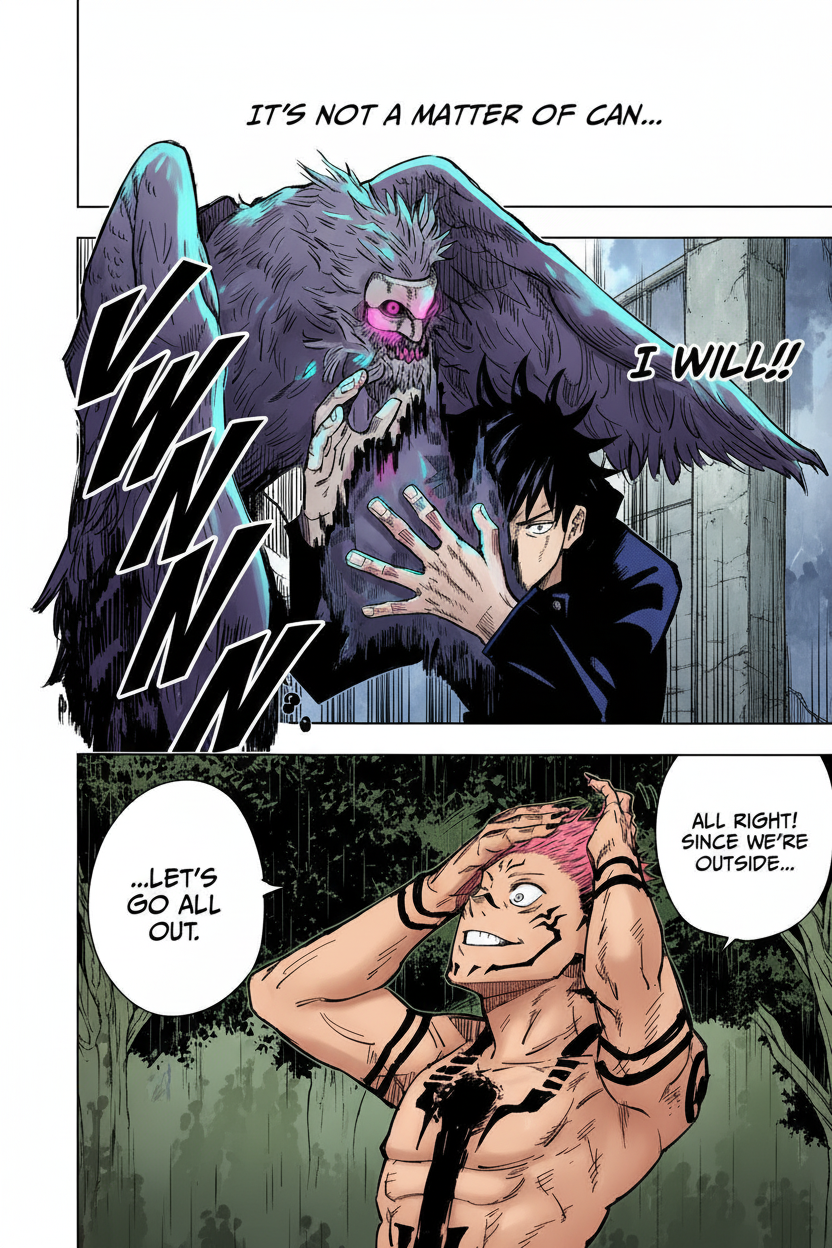 IT'S NOT A MATTER OF CAN...
I WILL!!
VWNNN
ALL RIGHT!
SINCE WE'RE
OUTSIDE...
...LET'S
GO ALL
OUT.